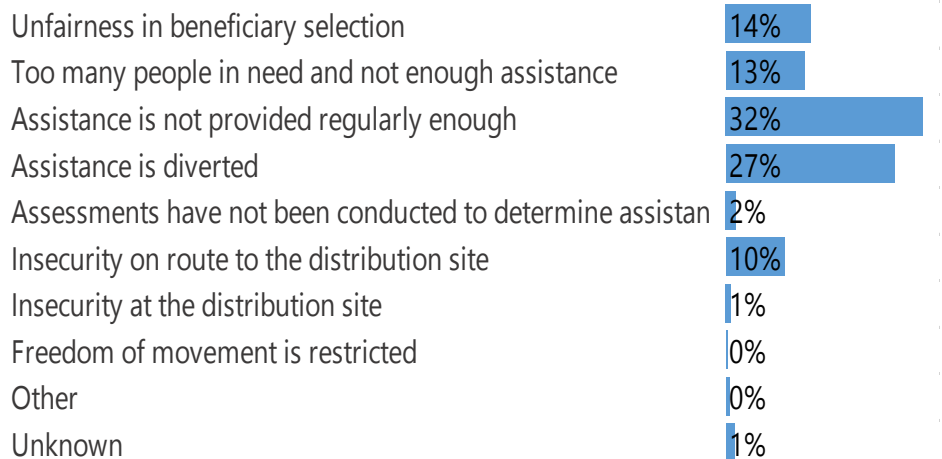 Unfairness in beneficiary selection 14%
Too many people in need and not enough assistance 13%
Assistance is not provided regularly enough 32%
Assistance is diverted 27%
Assessments have not been conducted to determine assistan 2%
Insecurity on route to the distribution site 10%
Insecurity at the distribution site 1%
Freedom of movement is restricted 0%
Other 0%
Unknown 1%